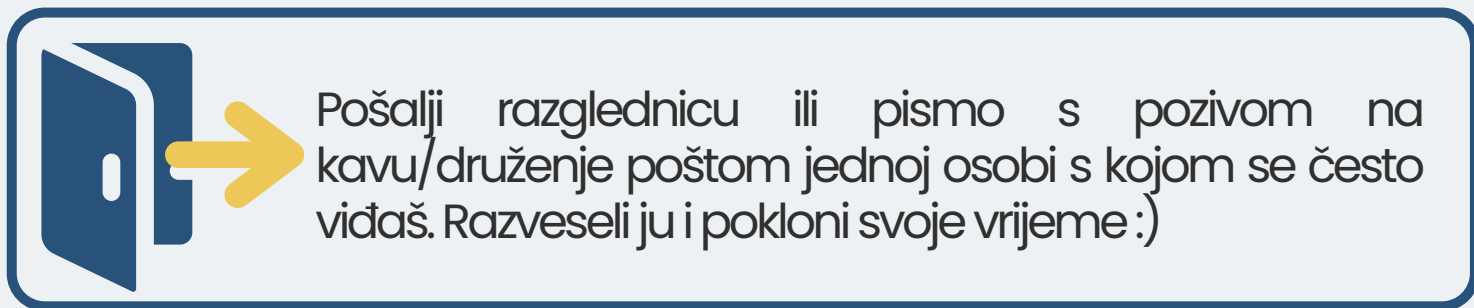 Pošalji razglednicu ili pismo s pozivom na
kavu/druženje poštom jednoj osobi s kojom se često
viđaš. Razveseli ju i pokloni svoje vrijeme :)